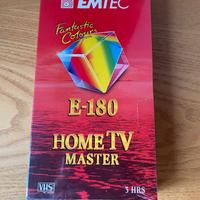 EMTEC
Fantastic
Colours
E-180
HOME TV
MASTER
VHS
3 HRS